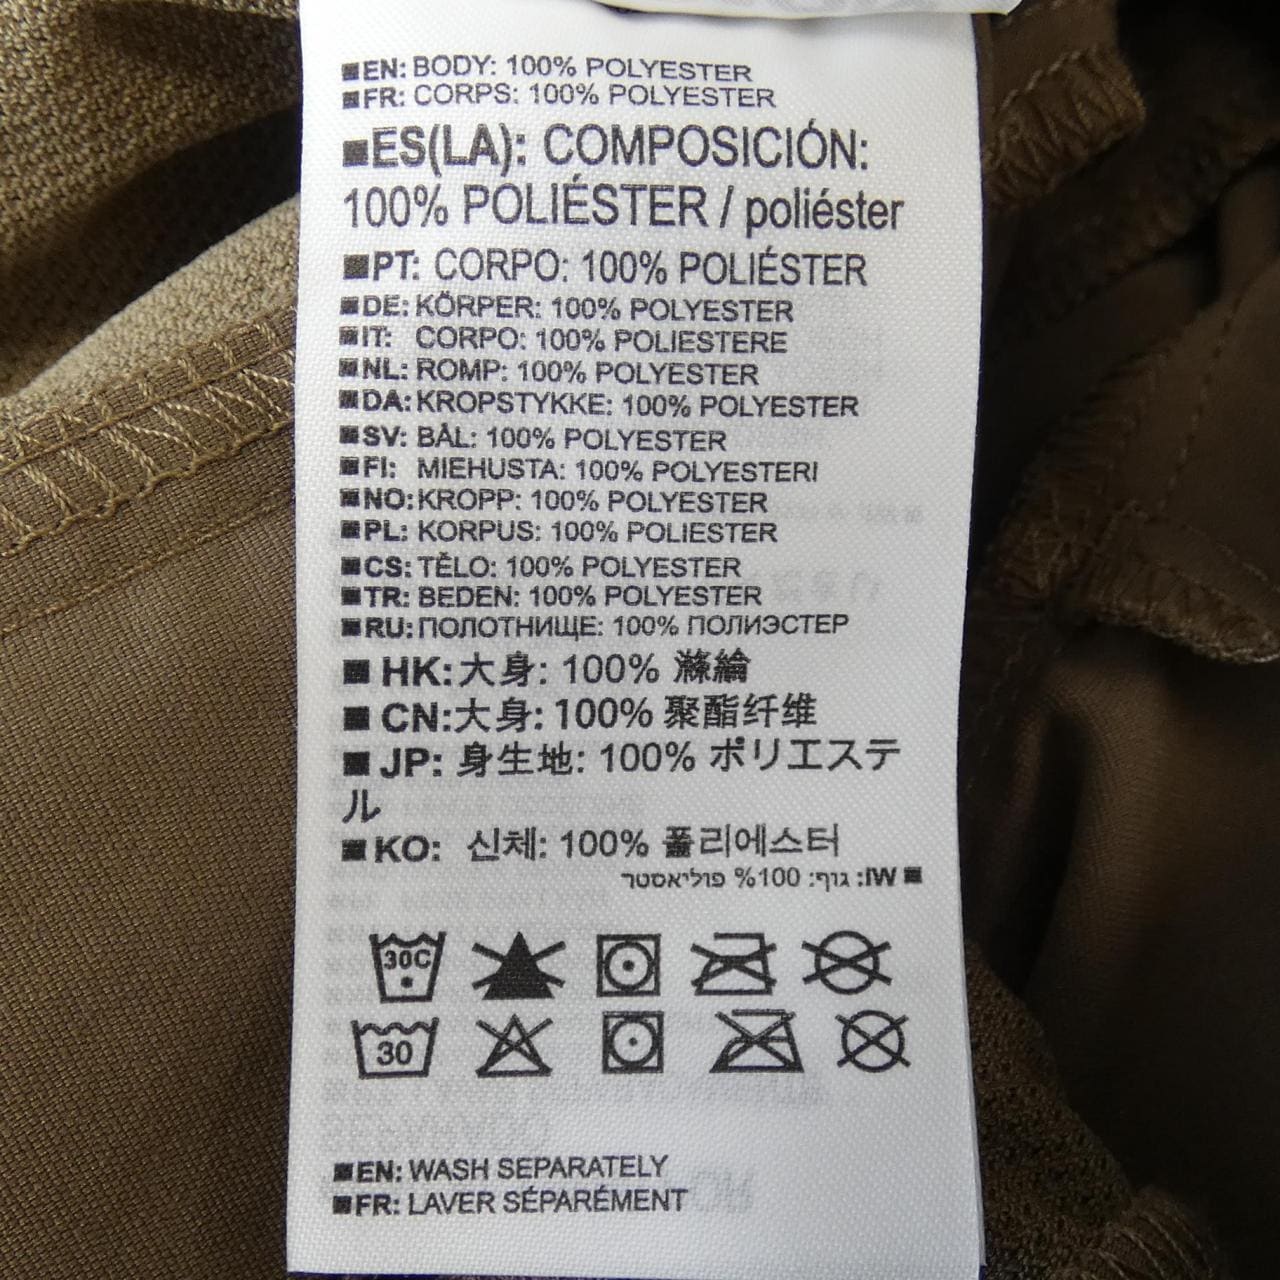 ■EN: BODY: 100% POLYESTER
■FR: CORPS: 100% POLYESTER
■ES(LA): COMPOSICIÓN:
100% POLIÉSTER / poliéster
■PT: CORPO: 100% POLIÉSTER
■DE: KÖRPER: 100% POLYESTER
■IT: CORPO: 100% POLIESTERE
■NL: ROMP: 100% POLYESTER
■DA: KROPSTYKKE: 100% POLYESTER
■SV: BÅL: 100% POLYESTER
■FI: MIEHUSTA: 100% POLYESTERI
■NO: KROPP: 100% POLYESTER
■PL: KORPUS: 100% POLIESTER
■CS: TĚLO: 100% POLYESTER
■TR: BEDEN: 100% POLYESTER
■RU: ПОЛОТНИЩЕ: 100% ПОЛИЭСТЕР
■ HK:大身: 100% 滌綸
■ CN:大身: 100% 聚酯纤维
■ JP: 身生地: 100% ポリエステ
ル
■ KO: 신체: 100% 폴리에스터
■ IW: גוף: 100% פוליאסטר
30C
30
■EN: WASH SEPARATELY
■FR: LAVER SÉPARÉMENT